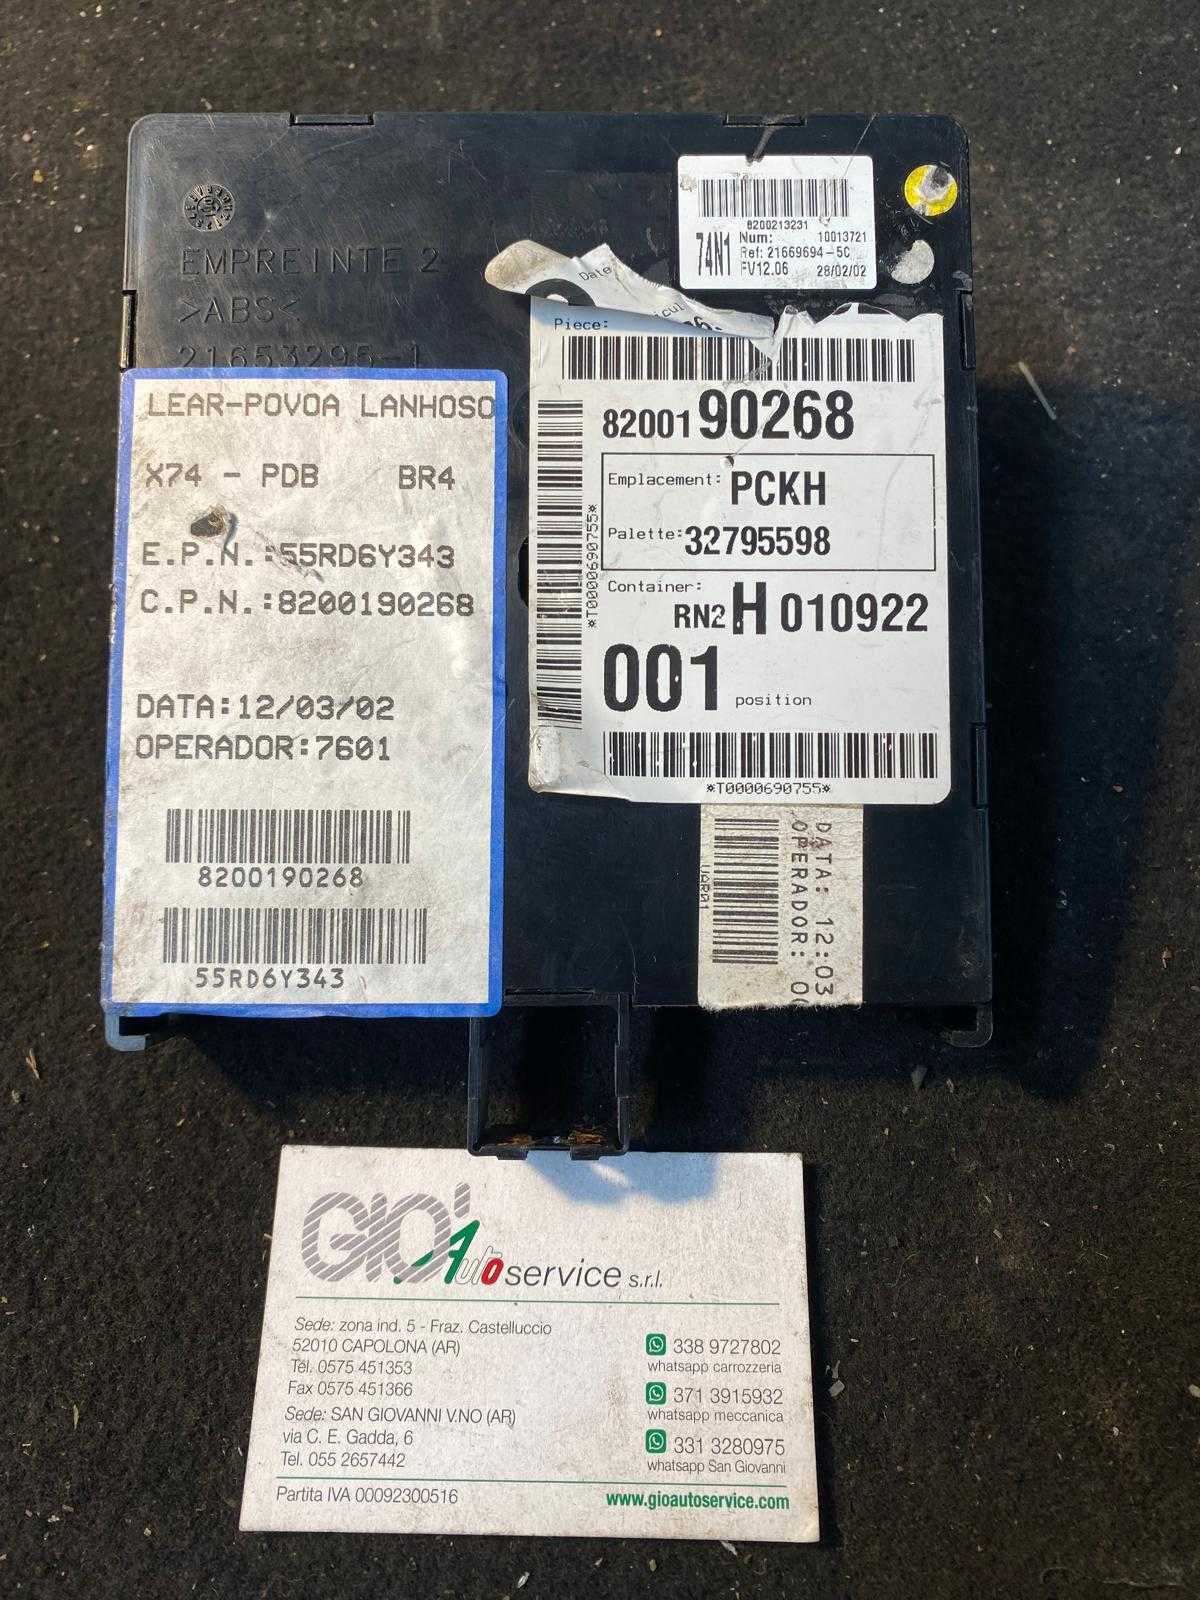 EMPREINTE 2
>ABS<
21653295-1
8200213231
74N1
Num: 10013721
Ref: 21669694-5C
FV12.06 28/02/02
Date
Piece:
8200190268
Emplacement: PCKH
Palette: 32795598
Container:
RN2 H 010922
001 position
*T0000690755*
*T0000690755*
LEAR-POVOA LANHOSO
X74 - PDB BR4
E.P.N.:55RD6Y343
C.P.N.:8200190268
DATA:12/03/02
OPERADOR:7601
8200190268
55RD6Y343
DATA: 12:03
OPERADOR: 0
GIO' Auto service s.r.l.
Sede: zona ind. 5 - Fraz. Castelluccio
52010 CAPOLONA (AR)
Tel. 0575 451353
Fax 0575 451366
Sede: SAN GIOVANNI V.NO (AR)
via C. E. Gadda, 6
Tel. 055 2657442
338 9727802
whatsapp carrozzeria
371 3915932
whatsapp meccanica
331 3280975
whatsapp San Giovanni
Partita IVA 00092300516
www.gioautoservice.com